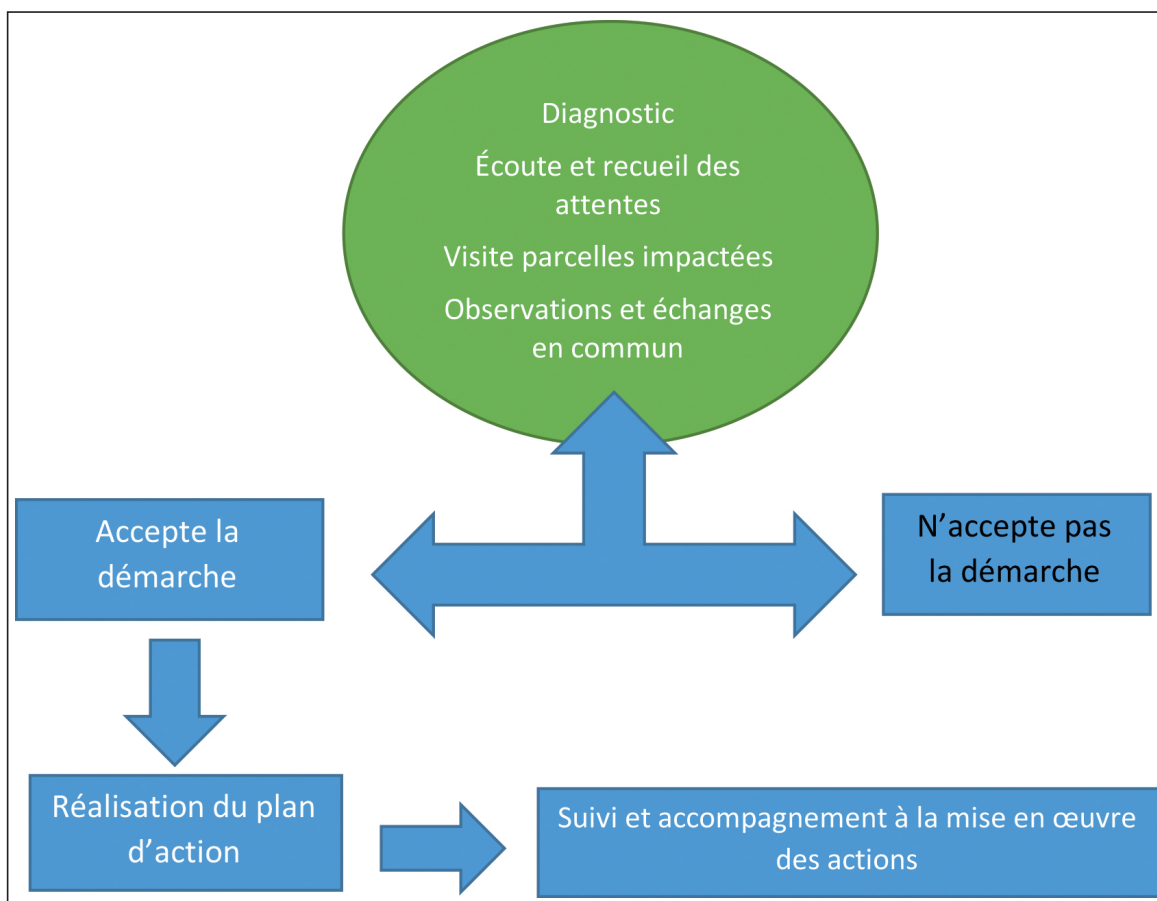 Diagnostic
Écoute et recueil des
attentes
Visite parcelles impactées
Observations et échanges
en commun
Accepte la
démarche
N’accepte pas
la démarche
Réalisation du plan
d’action
Suivi et accompagnement à la mise en œuvre
des actions